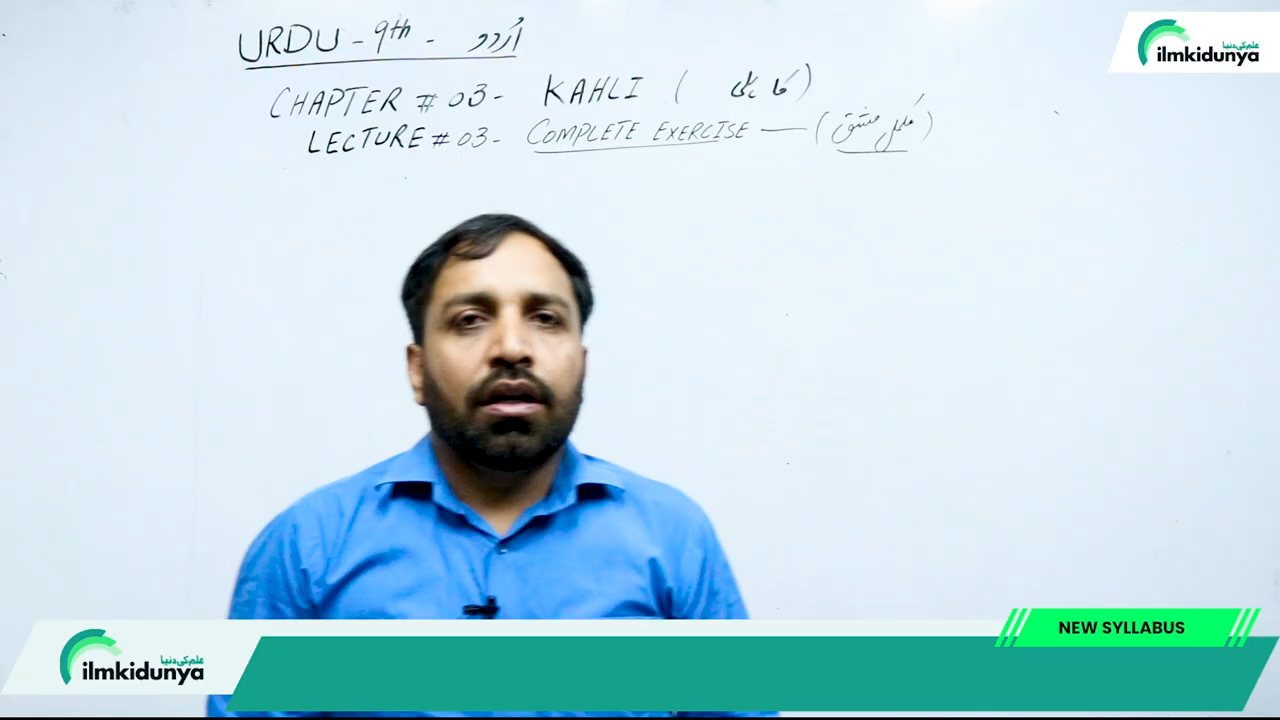 URDU - 9th - اُردو
CHAPTER # 03 - KAHLI ( کاہلی )
LECTURE # 03 - COMPLETE EXERCISE — ( مکمل مشق )
علم کی دنیا
ilmkidunya
NEW SYLLABUS
علم کی دنیا
ilmkidunya